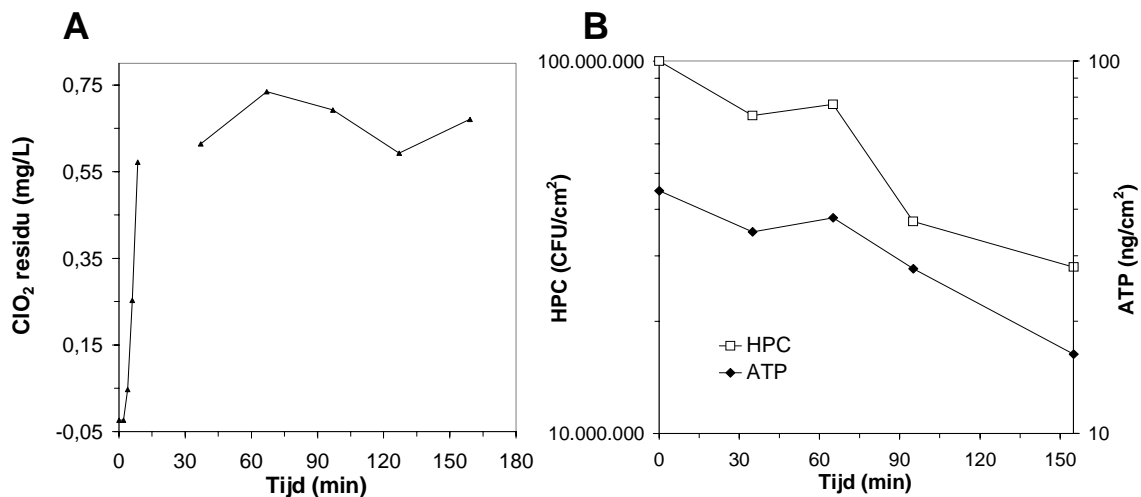 A
ClO2 residu (mg/L)
0,75
0,55
0,35
0,15
-0,05
0 30 60 90 120 150 180
Tijd (min)
B
HPC (CFU/cm2)
100.000.000
10.000.000
HPC
ATP
100
10
ATP (ng/cm2)
0 30 60 90 120 150
Tijd (min)